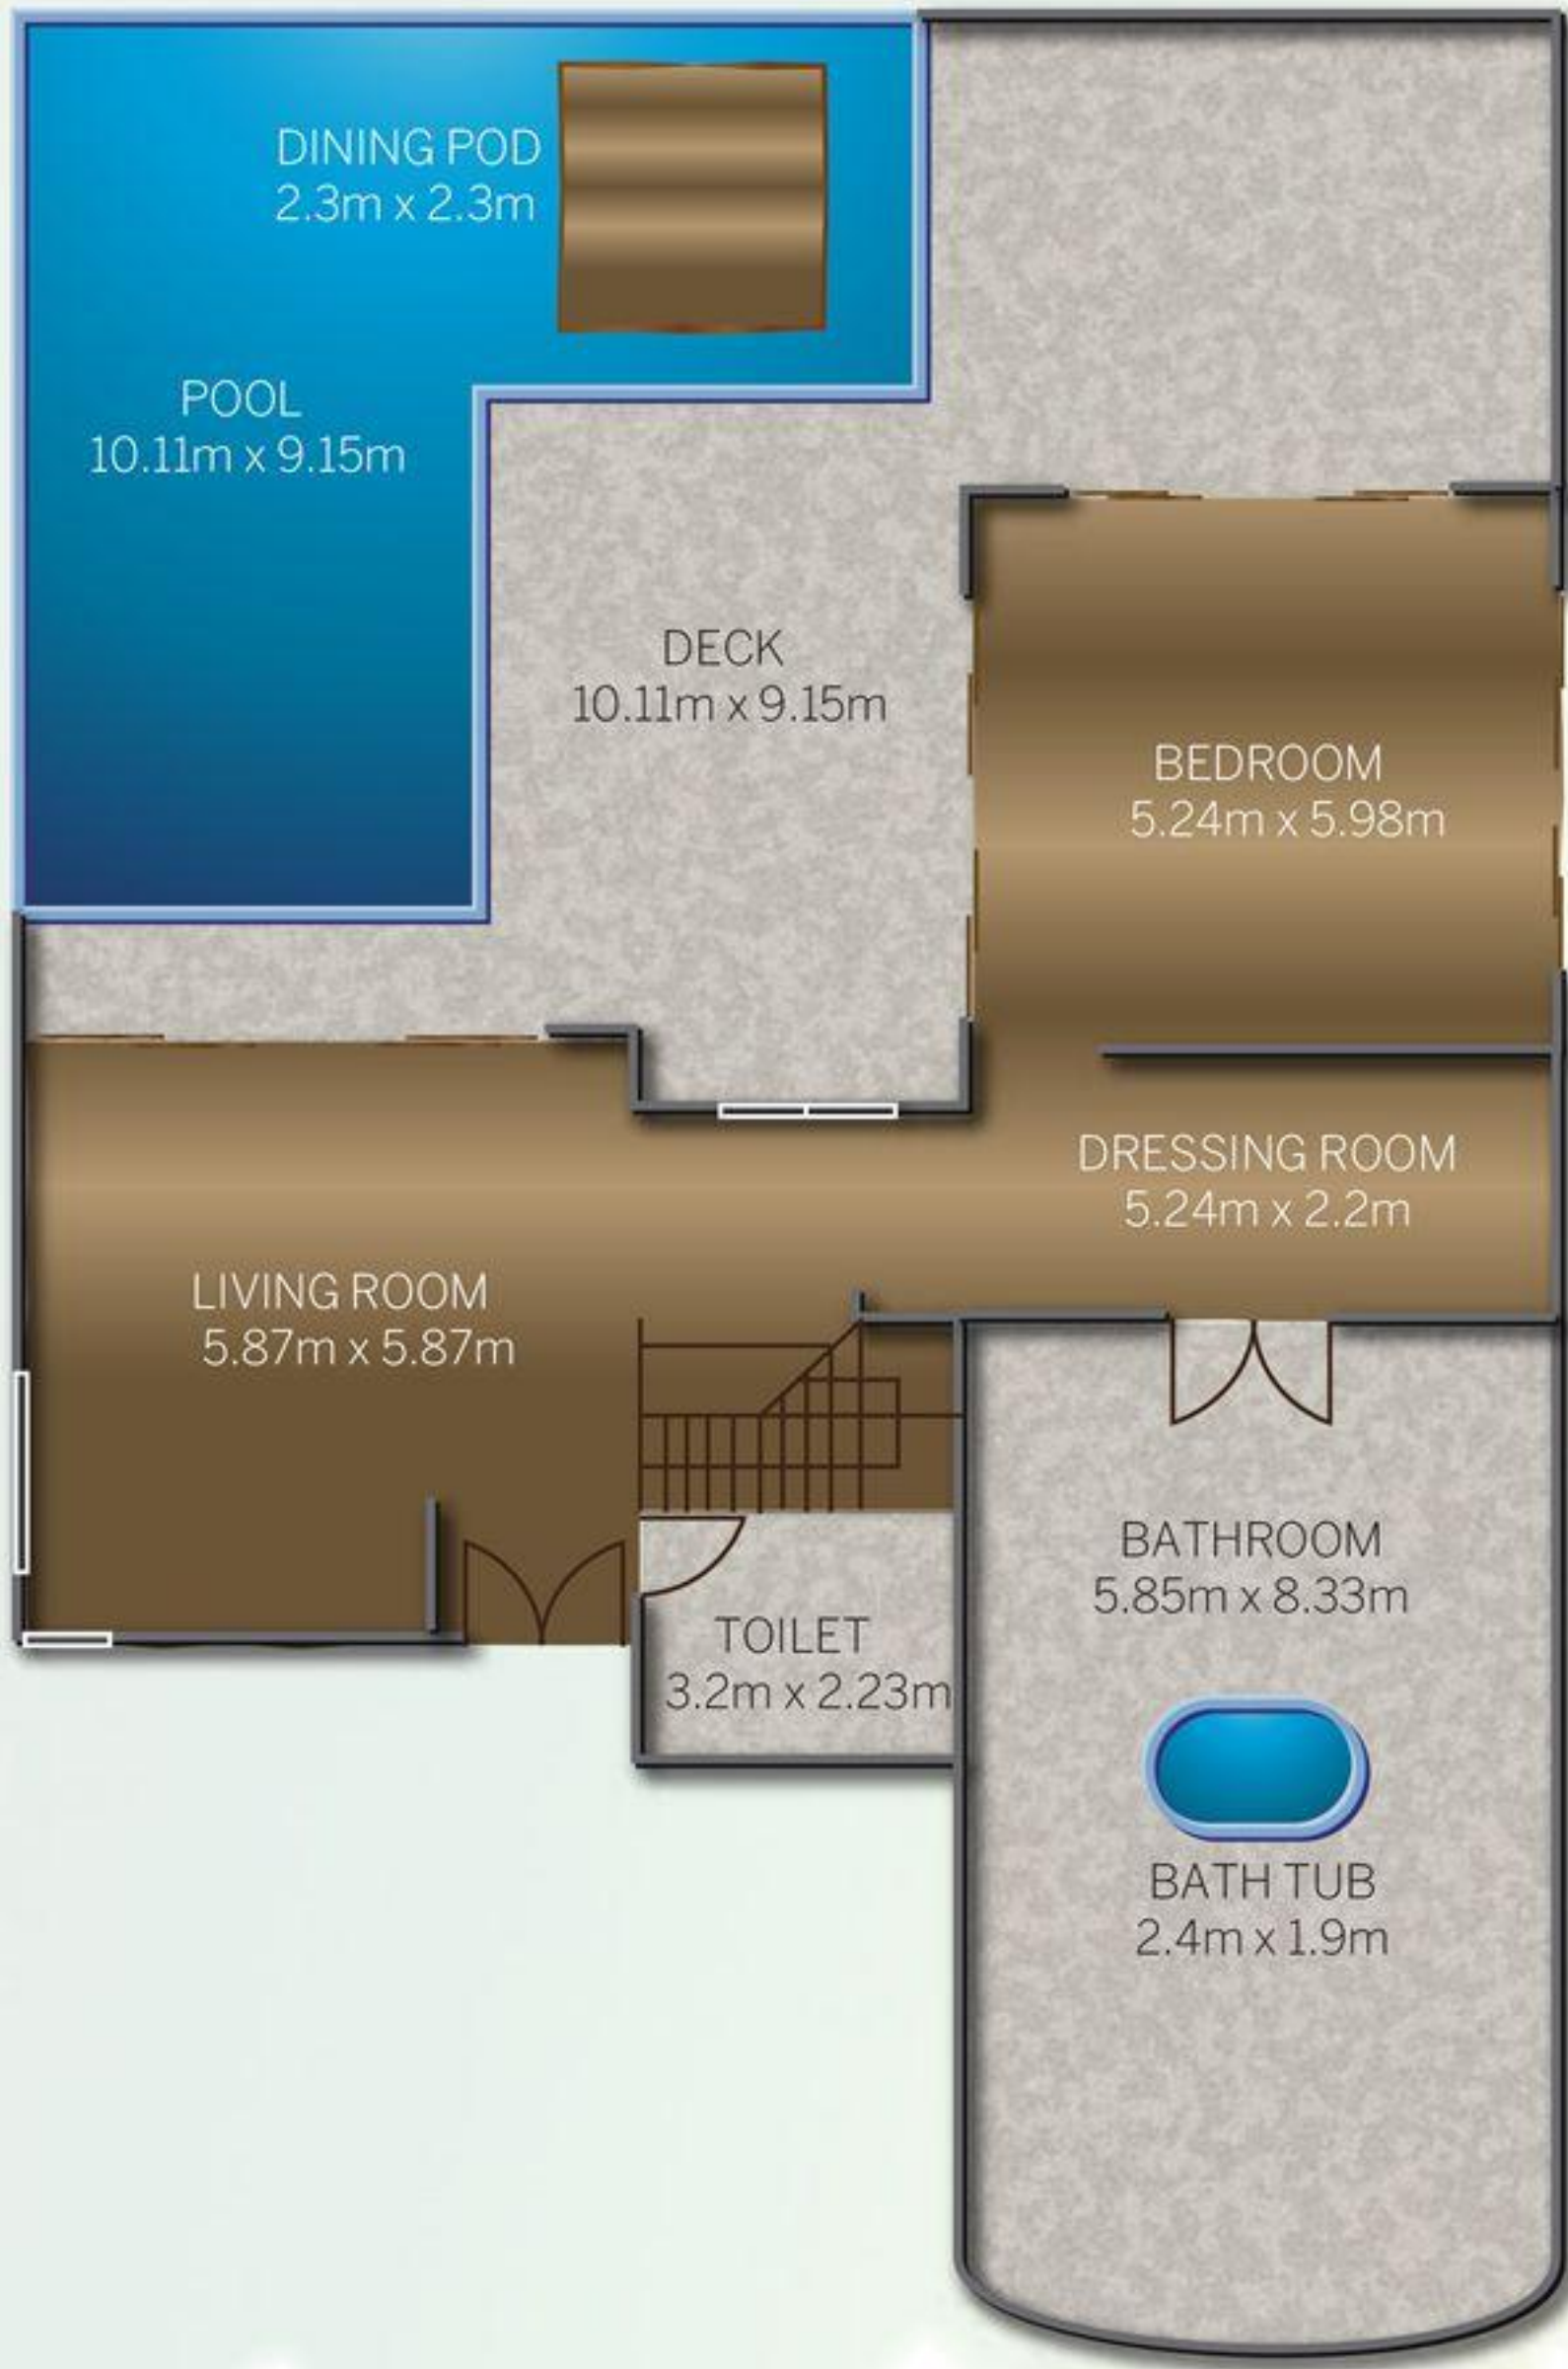 DINING POD
2.3m x 2.3m
POOL
10.11m x 9.15m
DECK
10.11m x 9.15m
BEDROOM
5.24m x 5.98m
DRESSING ROOM
5.24m x 2.2m
LIVING ROOM
5.87m x 5.87m
BATHROOM
5.85m x 8.33m
TOILET
3.2m x 2.23m
BATH TUB
2.4m x 1.9m